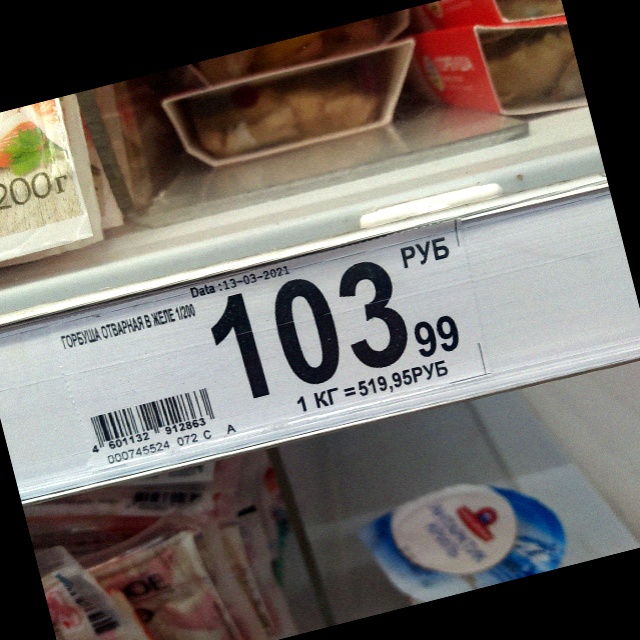 200г
Data :13-03-2021
ГОРБУША ОТВАРНАЯ В ЖЕЛЕ 1/200
103 99 РУБ
1 КГ =519,95РУБ
4 601132 912863
000745524 072 С А